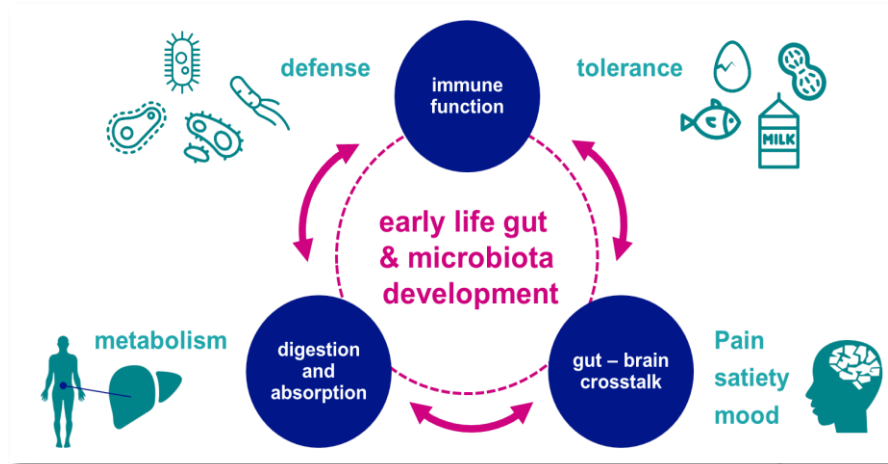 defense
immune
function
tolerance
MILK
early life gut
& microbiota
development
metabolism
digestion
and
absorption
gut – brain
crosstalk
Pain
satiety
mood